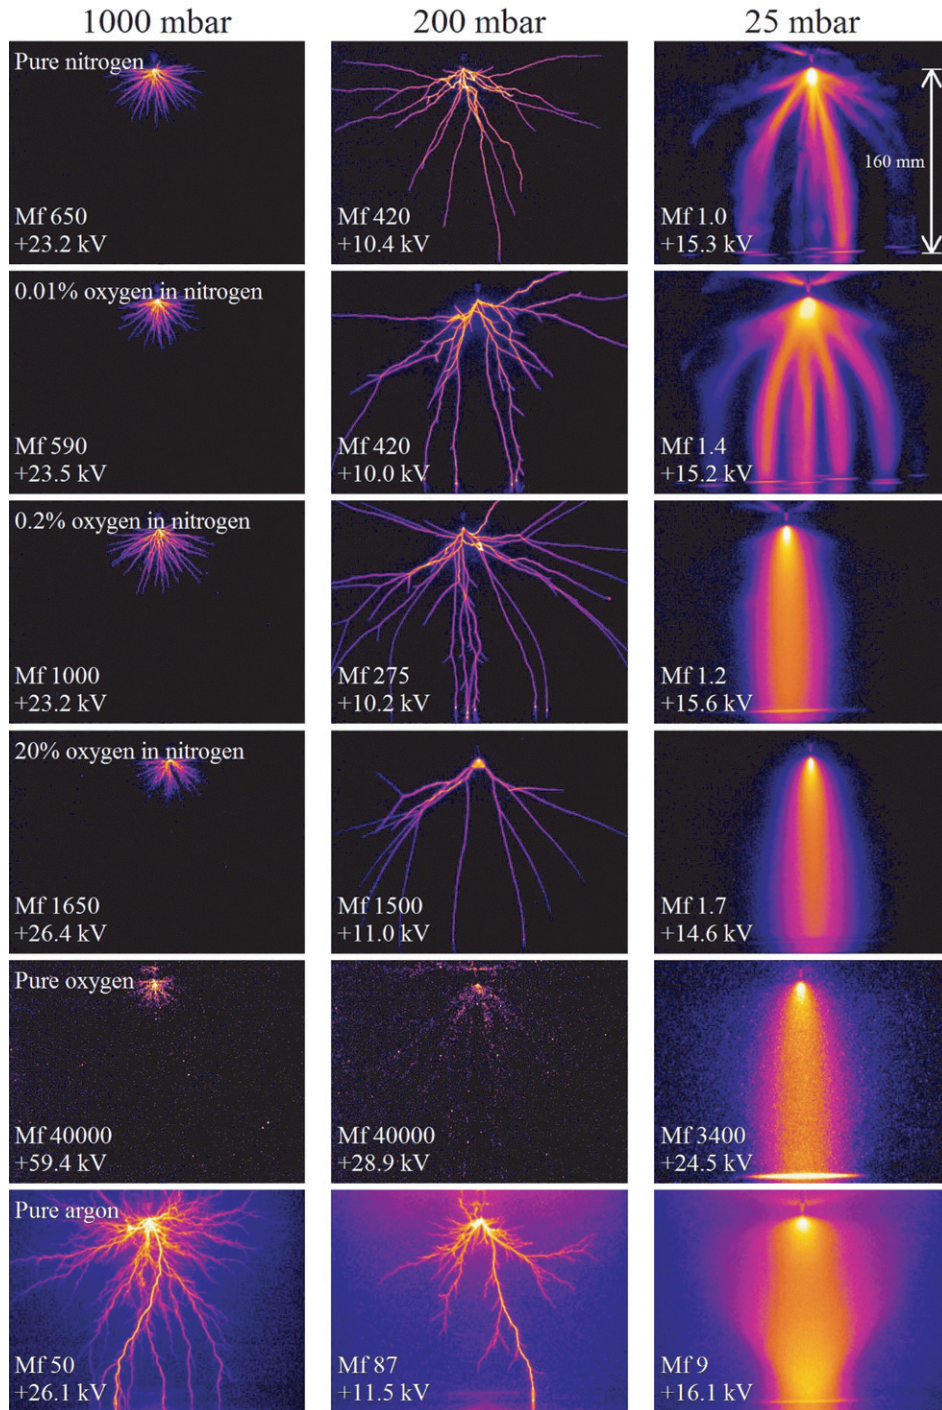 1000 mbar
200 mbar
25 mbar
Pure nitrogen
Mf 650
+23.2 kV
Mf 420
+10.4 kV
160 mm
Mf 1.0
+15.3 kV
0.01% oxygen in nitrogen
Mf 590
+23.5 kV
Mf 420
+10.0 kV
Mf 1.4
+15.2 kV
0.2% oxygen in nitrogen
Mf 1000
+23.2 kV
Mf 275
+10.2 kV
Mf 1.2
+15.6 kV
20% oxygen in nitrogen
Mf 1650
+26.4 kV
Mf 1500
+11.0 kV
Mf 1.7
+14.6 kV
Pure oxygen
Mf 40000
+59.4 kV
Mf 40000
+28.9 kV
Mf 3400
+24.5 kV
Pure argon
Mf 50
+26.1 kV
Mf 87
+11.5 kV
Mf 9
+16.1 kV